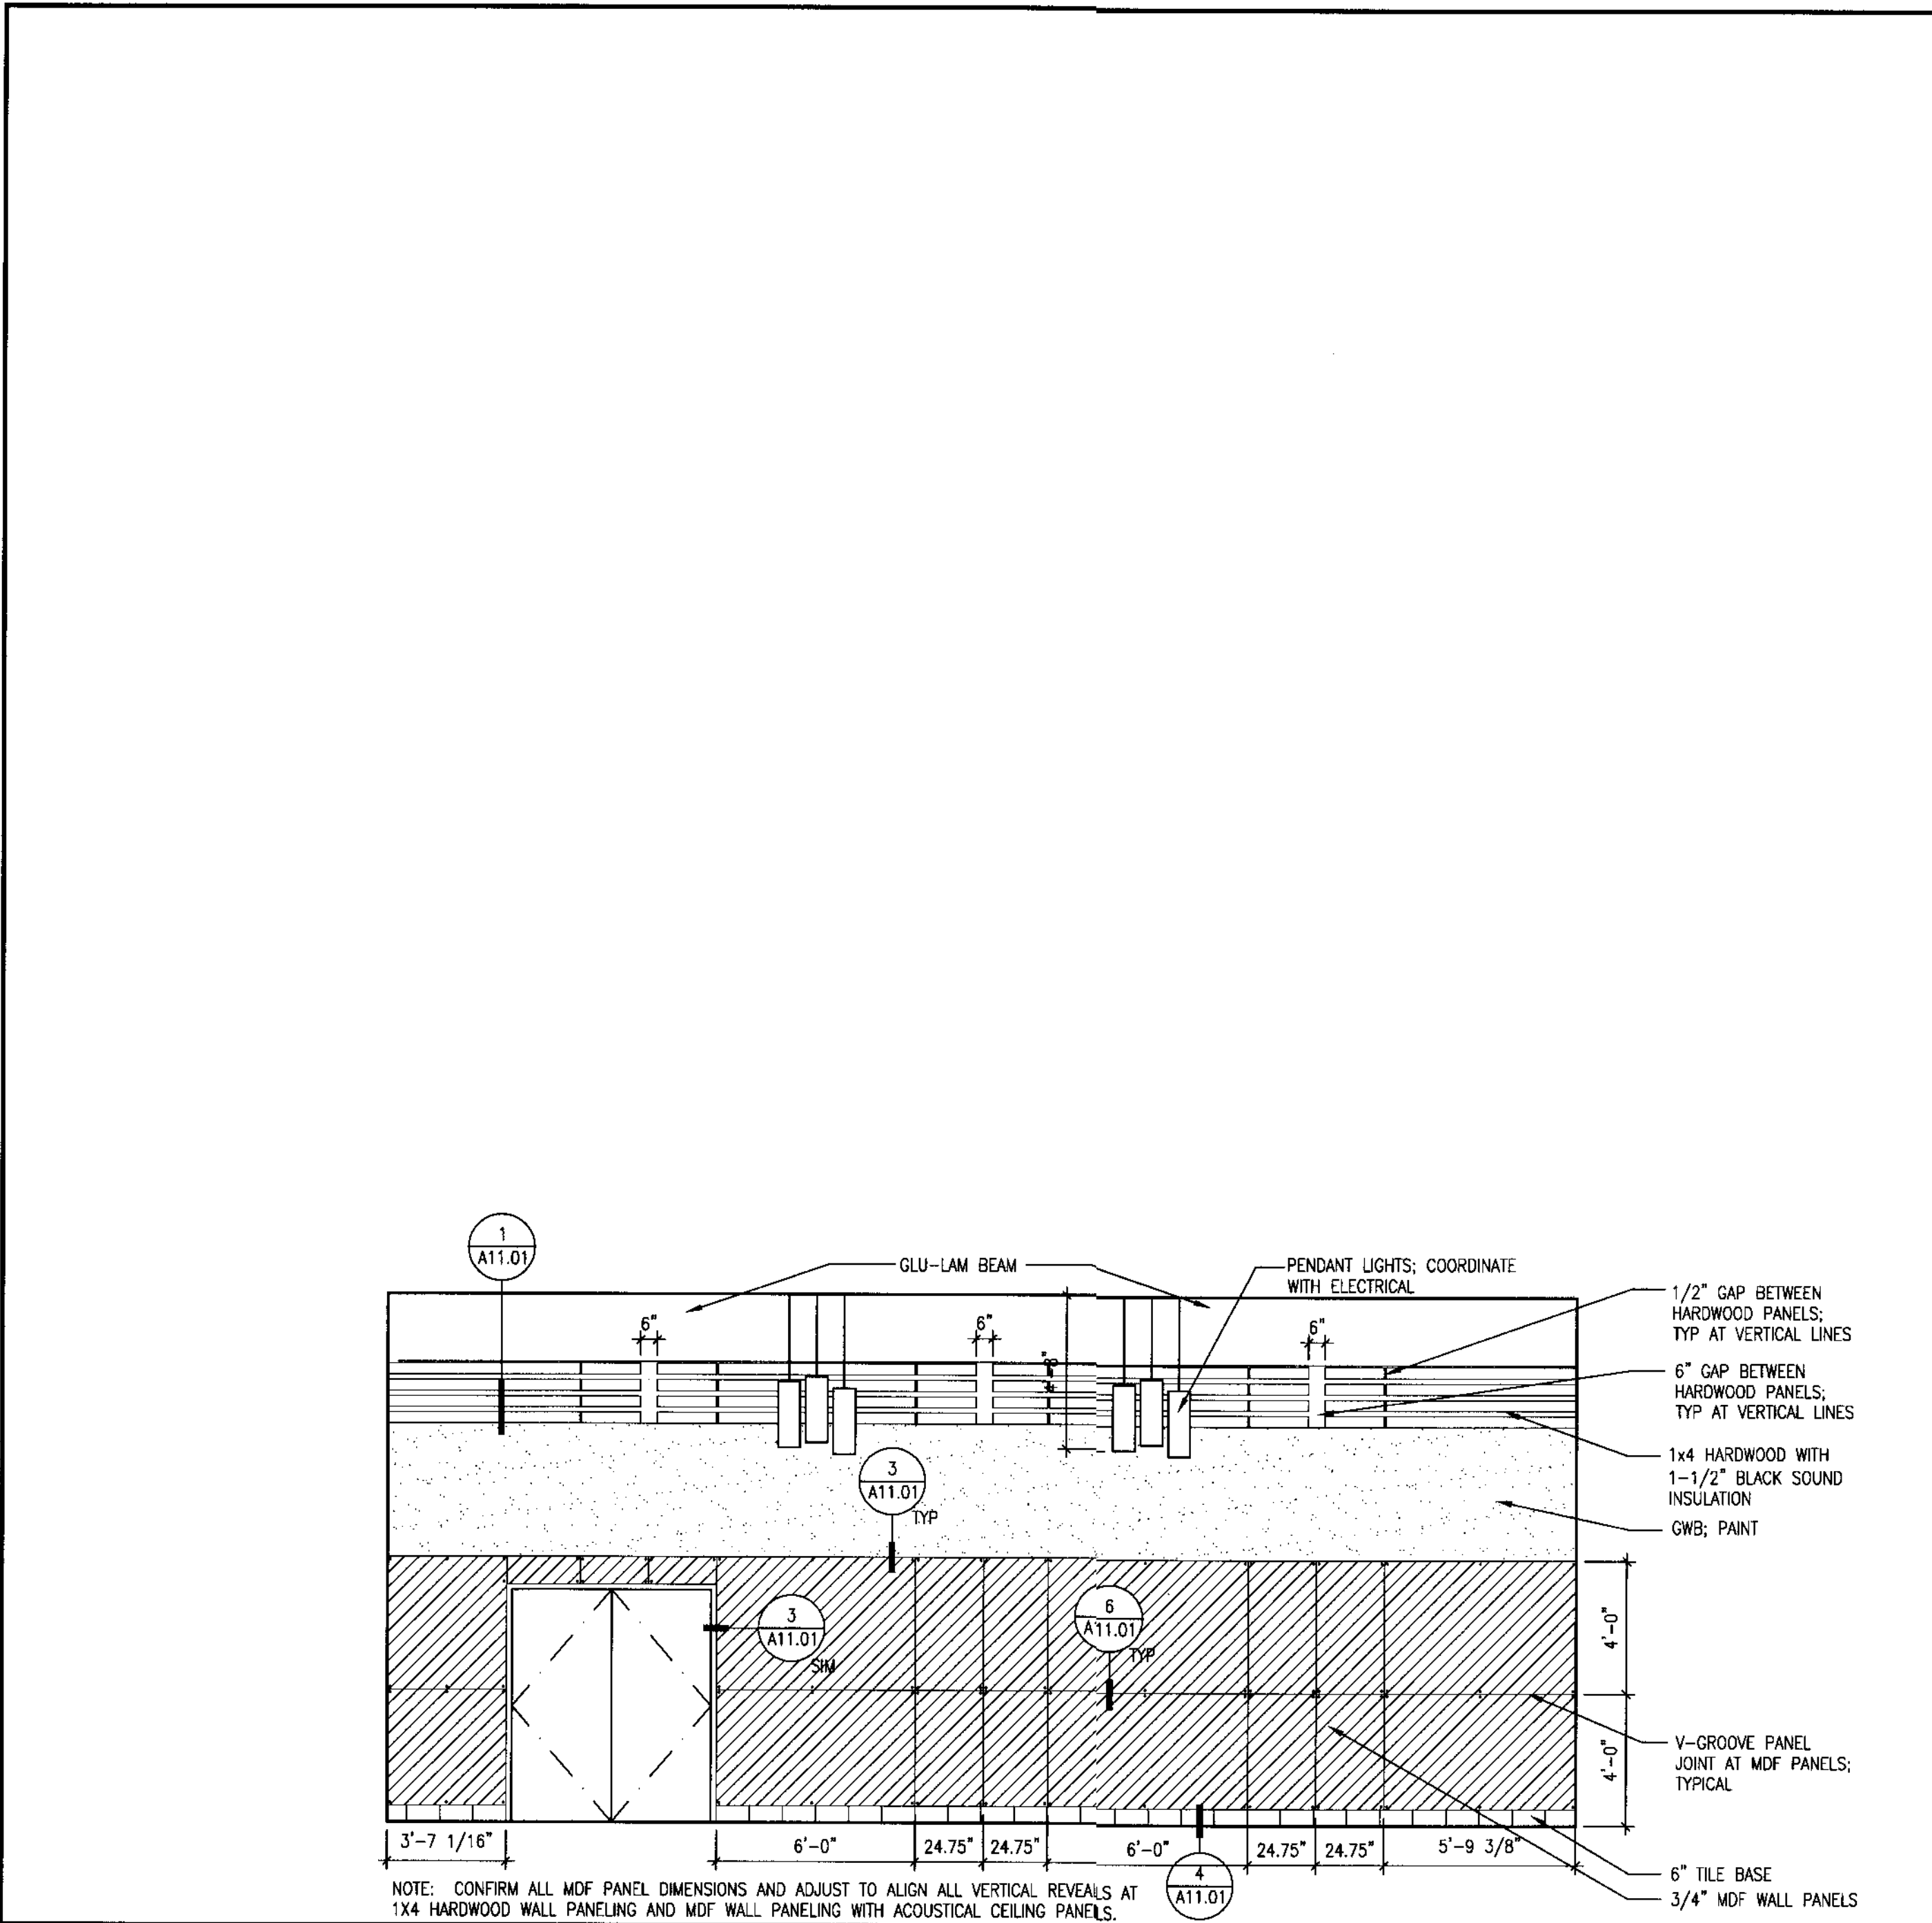 1
A11.01
GLU-LAM BEAM
PENDANT LIGHTS; COORDINATE
WITH ELECTRICAL
1/2" GAP BETWEEN
HARDWOOD PANELS;
TYP AT VERTICAL LINES
6"
6"
6"
6" GAP BETWEEN
HARDWOOD PANELS;
TYP AT VERTICAL LINES
1x4 HARDWOOD WITH
1-1/2" BLACK SOUND
INSULATION
3
A11.01
TYP
GWB; PAINT
3
A11.01
SIM
6
A11.01
TYP
4'-0"
4'-0"
V-GROOVE PANEL
JOINT AT MDF PANELS;
TYPICAL
3'-7 1/16"
6'-0"
24.75"
24.75"
6'-0"
24.75"
24.75"
5'-9 3/8"
6" TILE BASE
3/4" MDF WALL PANELS
4
A11.01
NOTE: CONFIRM ALL MDF PANEL DIMENSIONS AND ADJUST TO ALIGN ALL VERTICAL REVEALS AT
1X4 HARDWOOD WALL PANELING AND MDF WALL PANELING WITH ACOUSTICAL CEILING PANELS.